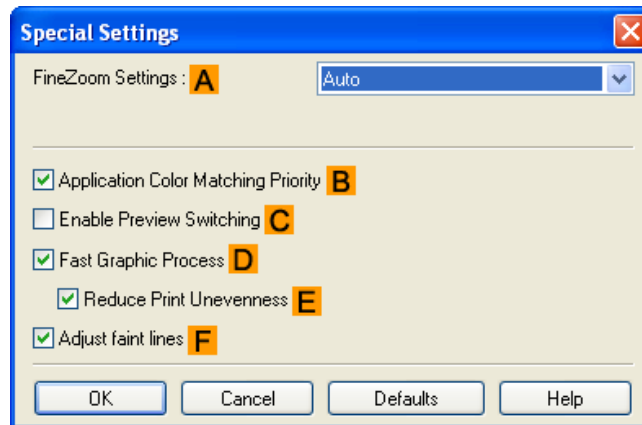 Special Settings
FineZoom Settings : A Auto
Application Color Matching Priority B
Enable Preview Switching C
Fast Graphic Process D
Reduce Print Unevenness E
Adjust faint lines F
OK Cancel Defaults Help